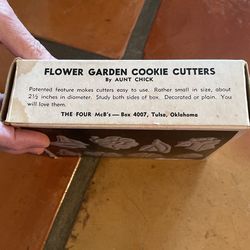 FLOWER GARDEN COOKIE CUTTERS
By AUNT CHICK
Patented feature makes cutters easy to use. Rather small in size, about
2½ inches in diameter. Study both sides of box. Decorated or plain. You
will love them.
THE FOUR McB's — Box 4007, Tulsa, Oklahoma